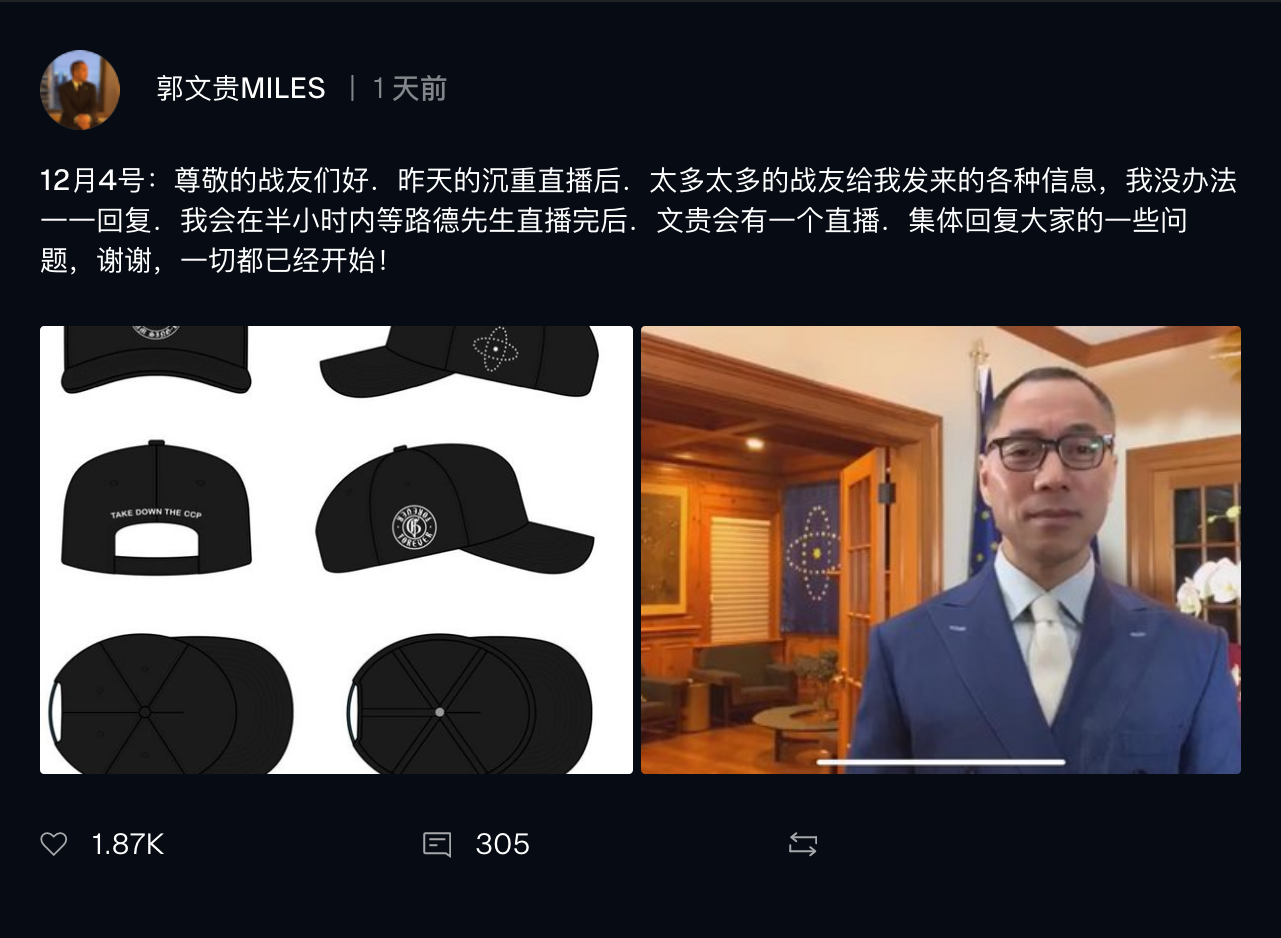 郭文贵MILES | 1 天前
12月4号：尊敬的战友们好．昨天的沉重直播后．太多太多的战友给我发来的各种信息，我没办法
一一回复．我会在半小时内等路德先生直播完后．文贵会有一个直播．集体回复大家的一些问
题，谢谢，一切都已经开始！
TAKE DOWN THE CCP
FOREVER
1.87K
305